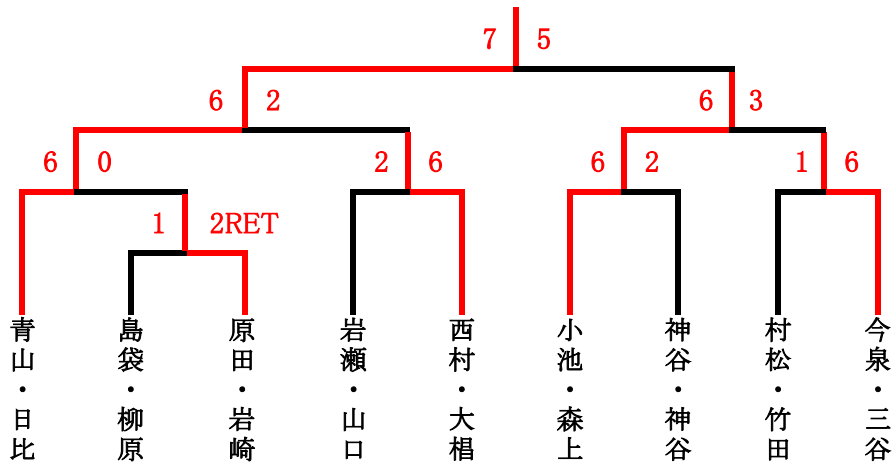 7 5
6 2
6 3
6 0
2 6
6 2
1 6
1 2RET
青山・日比
島袋・柳原
原田・岩崎
岩瀬・山口
西村・大椙
小池・森上
神谷・神谷
村松・竹田
今泉・三谷